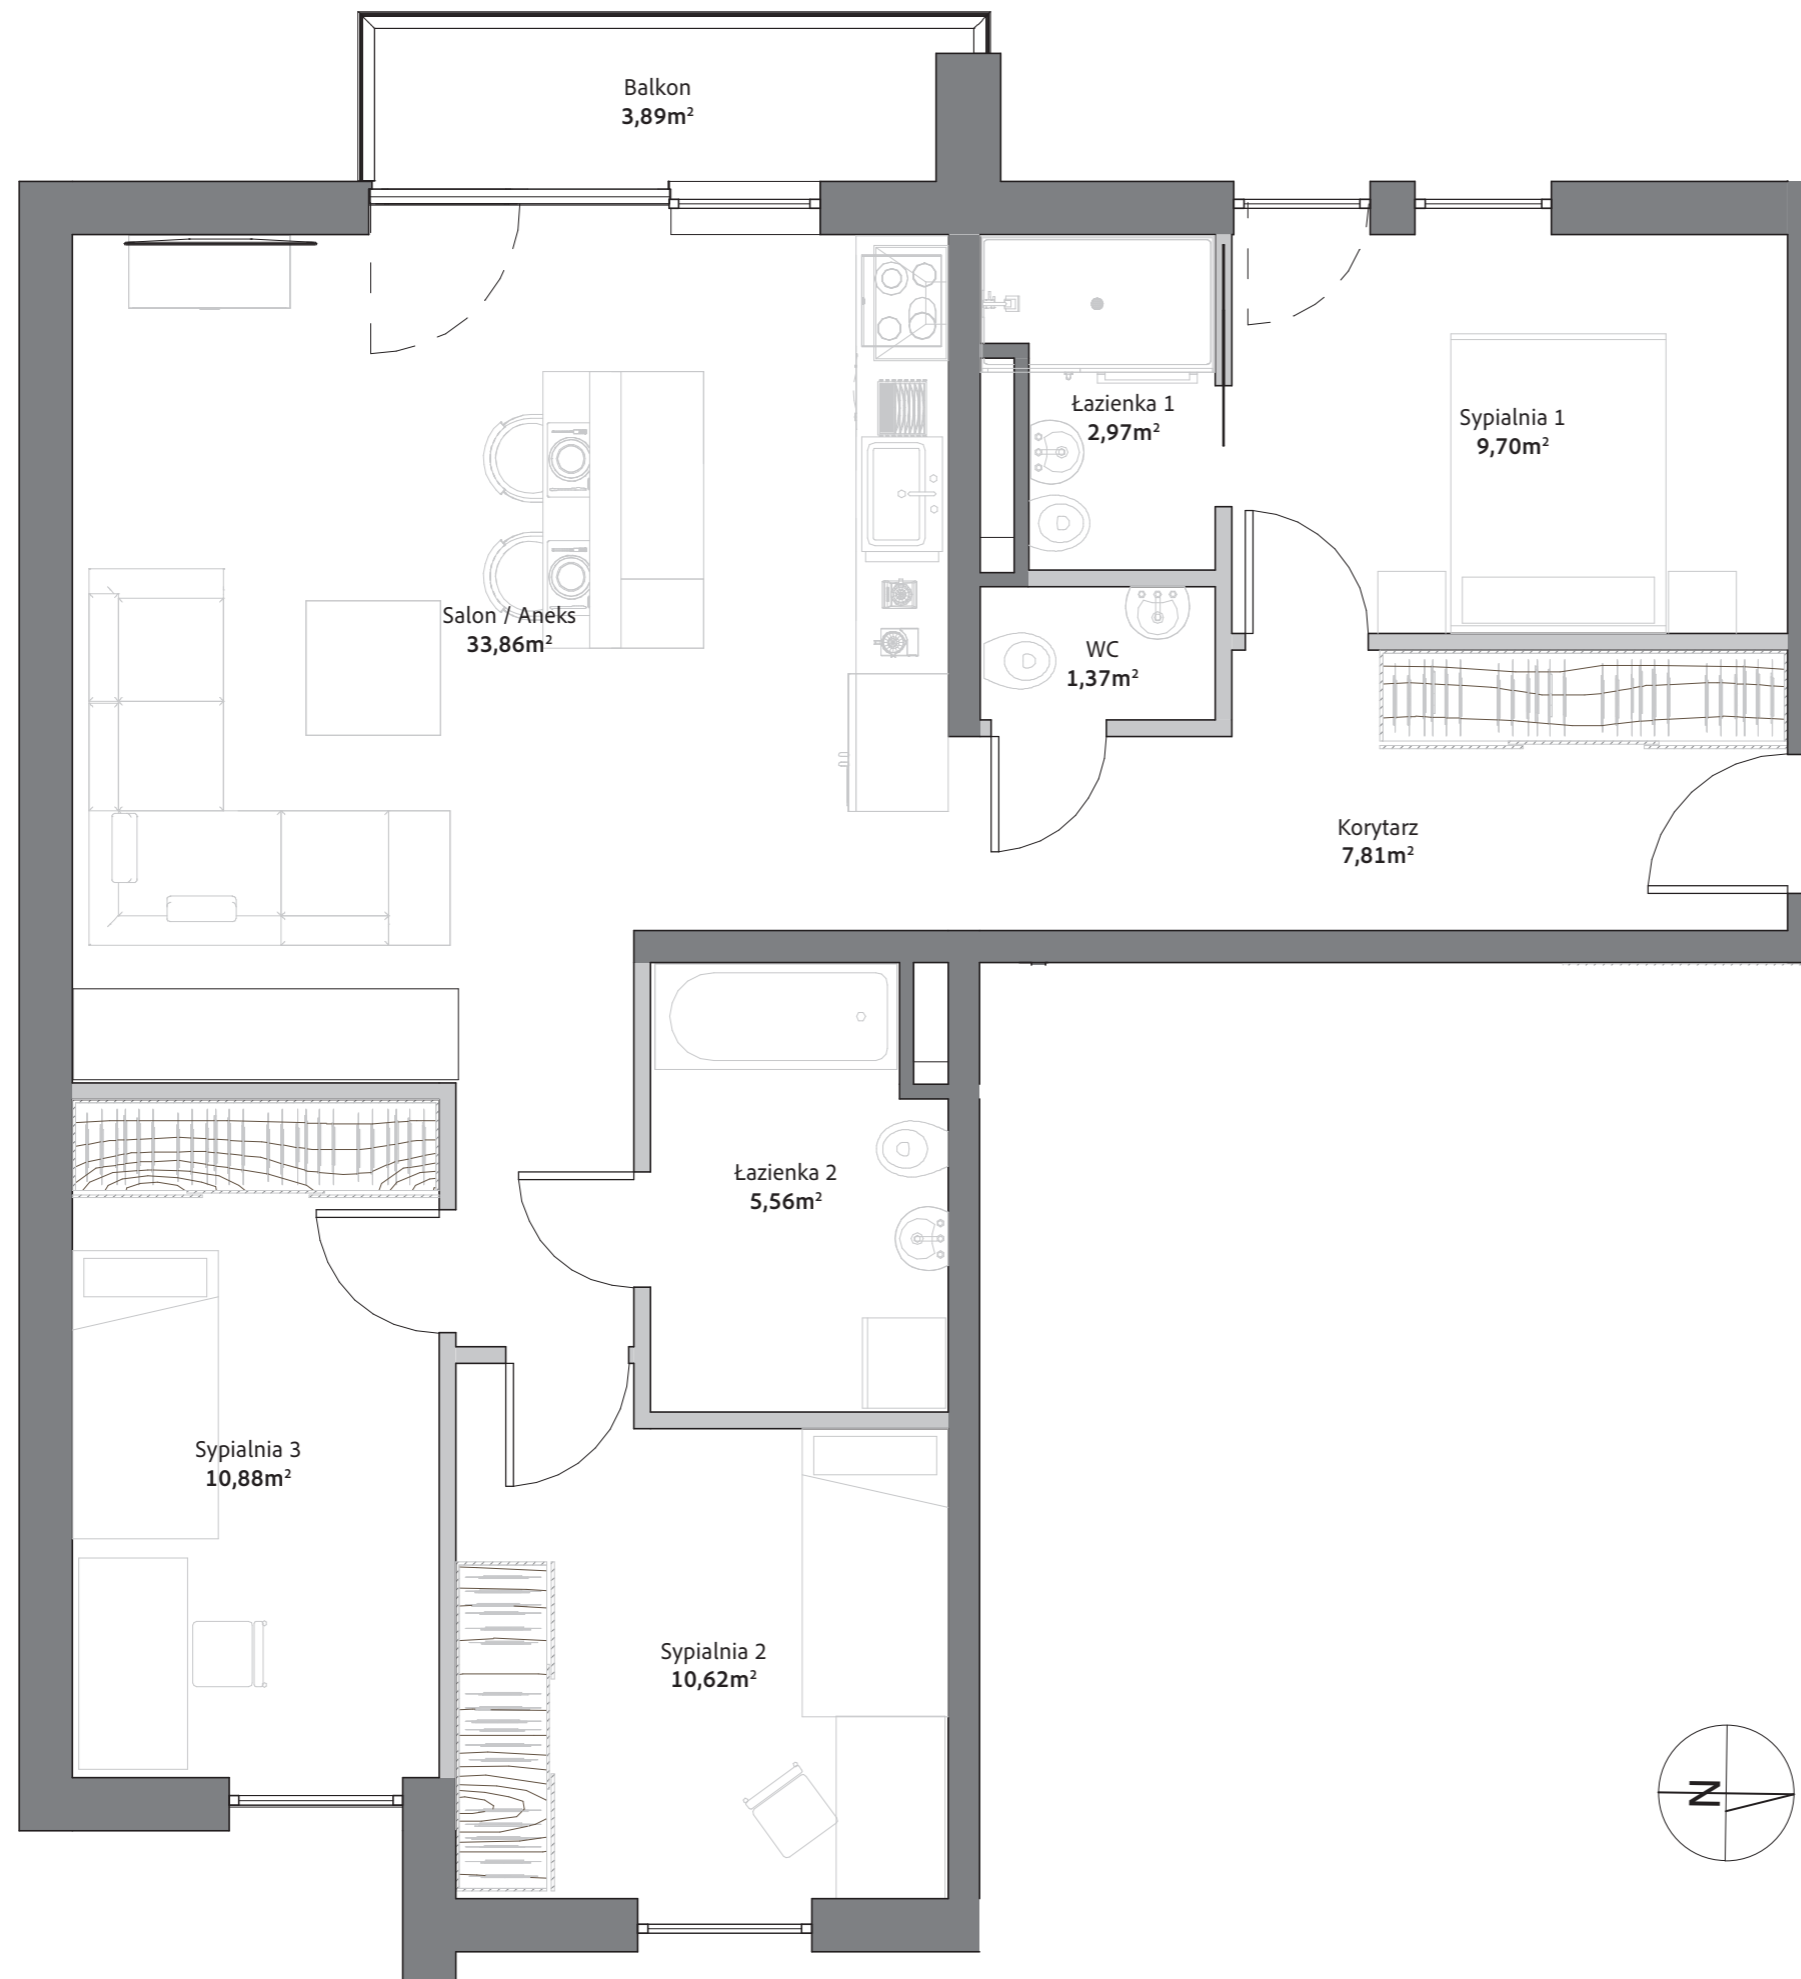 Balkon
3,89m²
Łazienka 1
2,97m²
Sypialnia 1
9,70m²
Salon / Aneks
33,86m²
WC
1,37m²
Korytarz
7,81m²
Łazienka 2
5,56m²
Sypialnia 3
10,88m²
Sypialnia 2
10,62m²
N